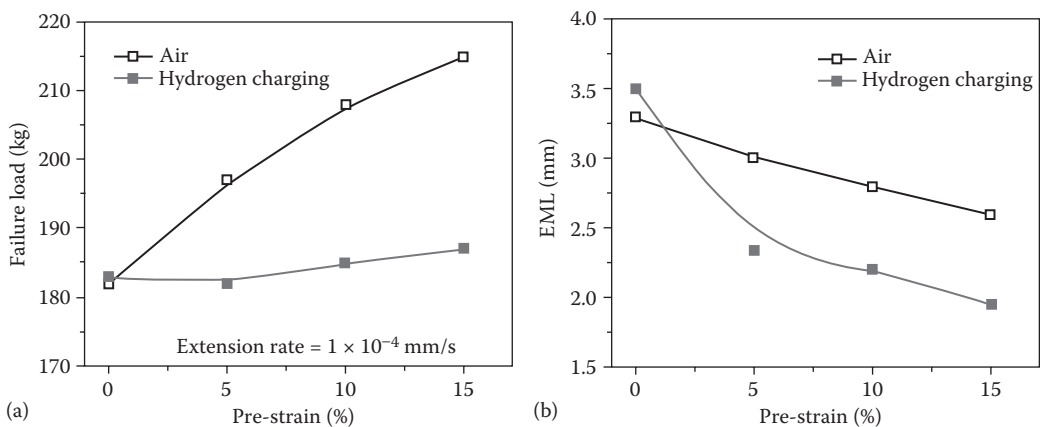 220
210
200
190
180
170
Failure load (kg)
Air
Hydrogen charging
Extension rate = 1 × 10⁻⁴ mm/s
0 5 10 15
Pre-strain (%)
(a)
4.0
3.5
3.0
2.5
2.0
1.5
EML (mm)
Air
Hydrogen charging
0 5 10 15
Pre-strain (%)
(b)